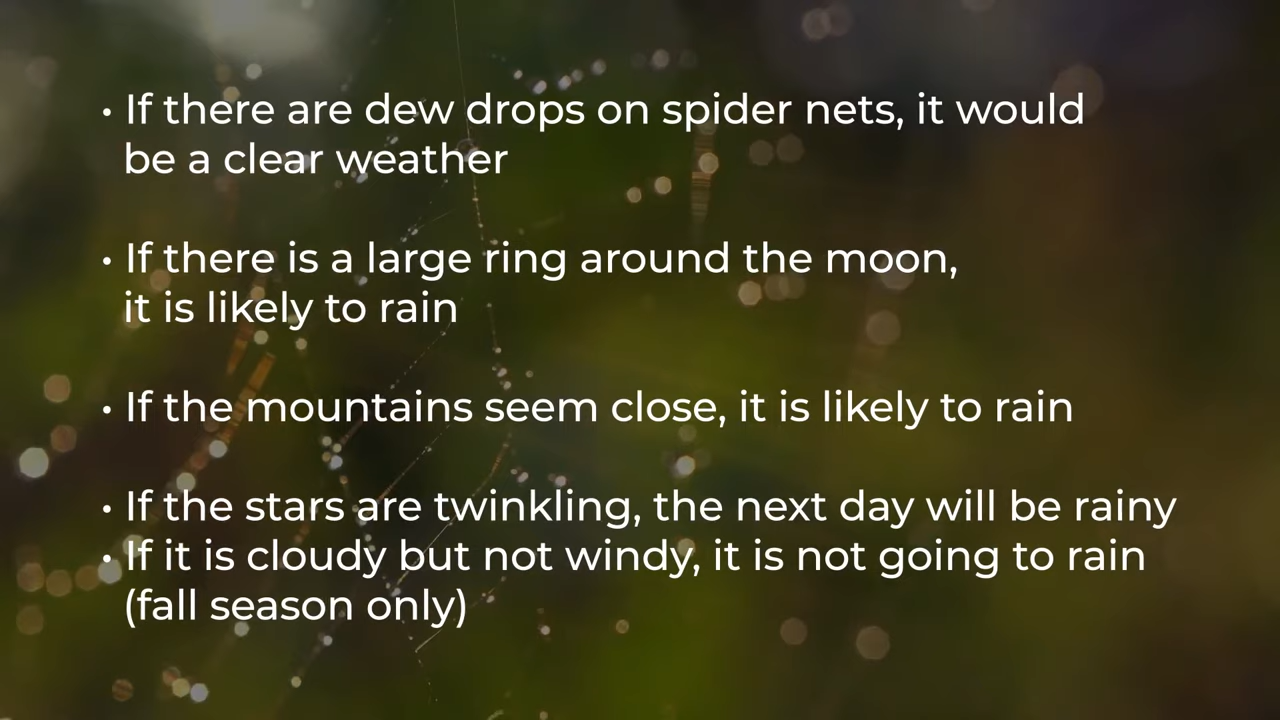 • If there are dew drops on spider nets, it would
be a clear weather
• If there is a large ring around the moon,
it is likely to rain
• If the mountains seem close, it is likely to rain
• If the stars are twinkling, the next day will be rainy
• If it is cloudy but not windy, it is not going to rain
(fall season only)